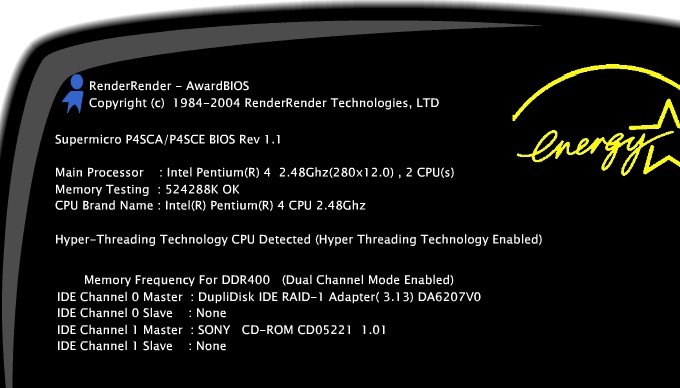 RenderRender - AwardBIOS
Copyright (c)  1984-2004 RenderRender Technologies, LTD
energy
Supermicro P4SCA/P4SCE BIOS Rev 1.1
Main Processor    : Intel Pentium(R) 4  2.48Ghz(280x12.0) , 2 CPU(s)
Memory Testing  : 524288K OK
CPU Brand Name : Intel(R) Pentium(R) 4 CPU 2.48Ghz
Hyper-Threading Technology CPU Detected (Hyper Threading Technology Enabled)
Memory Frequency For DDR400   (Dual Channel Mode Enabled)
IDE Channel 0 Master  : DupliDisk IDE RAID-1 Adapter( 3.13) DA6207V0
IDE Channel 0 Slave    : None
IDE Channel 1 Master  : SONY   CD-ROM CD05221  1.01
IDE Channel 1 Slave    : None